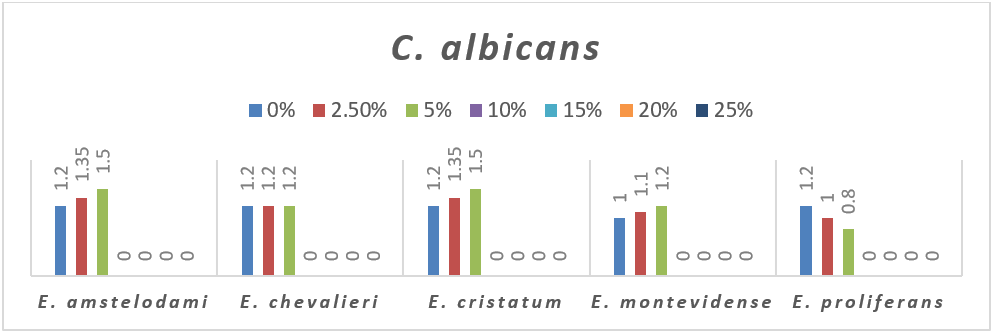 C. albicans
0% 2.50% 5% 10% 15% 20% 25%
1.2 1.35 1.5 0 0 0 0 1.2 1.2 1.2 0 0 0 0 1.2 1.35 1.5 0 0 0 0 1 1.1 1.2 0 0 0 0 1.2 1 0.8 0 0 0 0
E. amstelodami E. chevalieri E. cristatum E. montevidense E. proliferans